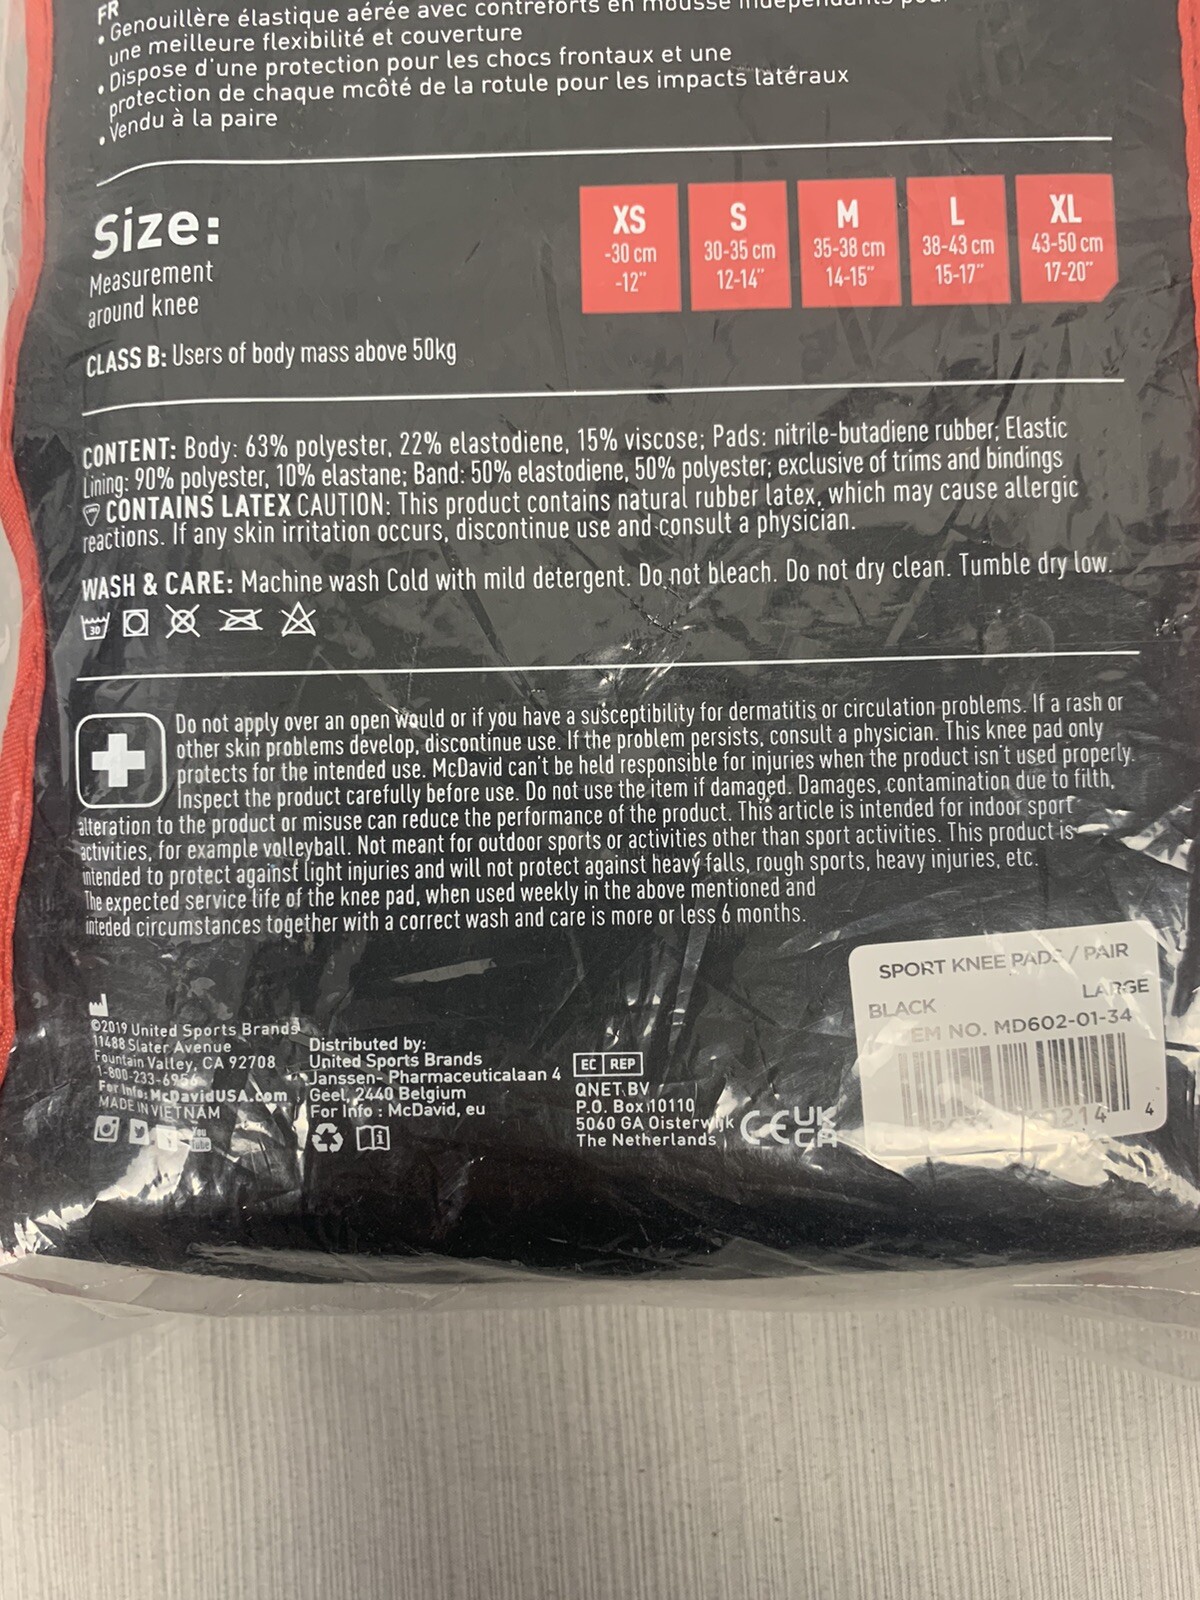 FR
• Genouillère élastique aérée avec contreforts en mousse indépendants
une meilleure flexibilité et couverture
• Dispose d'une protection pour les chocs frontaux et une
protection de chaque mcôté de la rotule pour les impacts latéraux
• Vendu à la paire
Size:
Measurement
around knee
XS
-30 cm
-12"
S
30-35 cm
12-14"
M
35-38 cm
14-15"
L
38-43 cm
15-17"
XL
43-50 cm
17-20"
CLASS B: Users of body mass above 50kg
CONTENT: Body: 63% polyester, 22% elastodiene, 15% viscose; Pads: nitrile-butadiene rubber; Elastic
Lining: 90% polyester, 10% elastane; Band: 50% elastodiene, 50% polyester; exclusive of trims and bindings
CONTAINS LATEX CAUTION: This product contains natural rubber latex, which may cause allergic
reactions. If any skin irritation occurs, discontinue use and consult a physician.
WASH & CARE: Machine wash Cold with mild detergent. Do not bleach. Do not dry clean. Tumble dry low.
30
Do not apply over an open would or if you have a susceptibility for dermatitis or circulation problems. If a rash or
other skin problems develop, discontinue use. If the problem persists, consult a physician. This knee pad only
protects for the intended use. McDavid can't be held responsible for injuries when the product isn't used properly.
Inspect the product carefully before use. Do not use the item if damaged. Damages, contamination due to filth,
alteration to the product or misuse can reduce the performance of the product. This article is intended for indoor sport
activities, for example volleyball. Not meant for outdoor sports or activities other than sport activities. This product is
intended to protect against light injuries and will not protect against heavy falls, rough sports, heavy injuries, etc.
The expected service life of the knee pad, when used weekly in the above mentioned and
inteded circumstances together with a correct wash and care is more or less 6 months.
©2019 United Sports Brands
11488 Slater Avenue
Fountain Valley, CA 92708
1-800-233-6956
For Info: McDavidUSA.com
MADE IN VIETNAM
You
Tube
Distributed by:
United Sports Brands
Janssen- Pharmaceuticalaan 4
Geel, 2440 Belgium
For Info : McDavid, eu
EC REP
QNET BV
P.O. Box 10110
5060 GA Oisterwijk
The Netherlands
CE UK
CA
SPORT KNEE PADS / PAIR
BLACK LARGE
NO. MD602-01-34
4